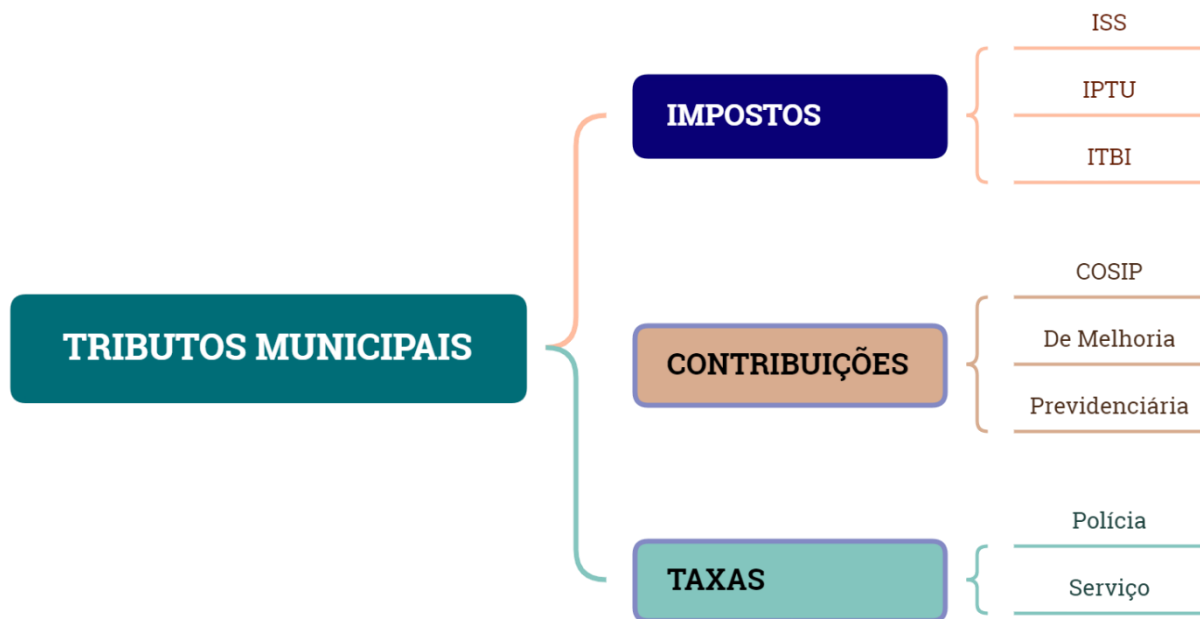 TRIBUTOS MUNICIPAIS
IMPOSTOS
ISS
IPTU
ITBI
CONTRIBUIÇÕES
COSIP
De Melhoria
Previdenciária
TAXAS
Polícia
Serviço